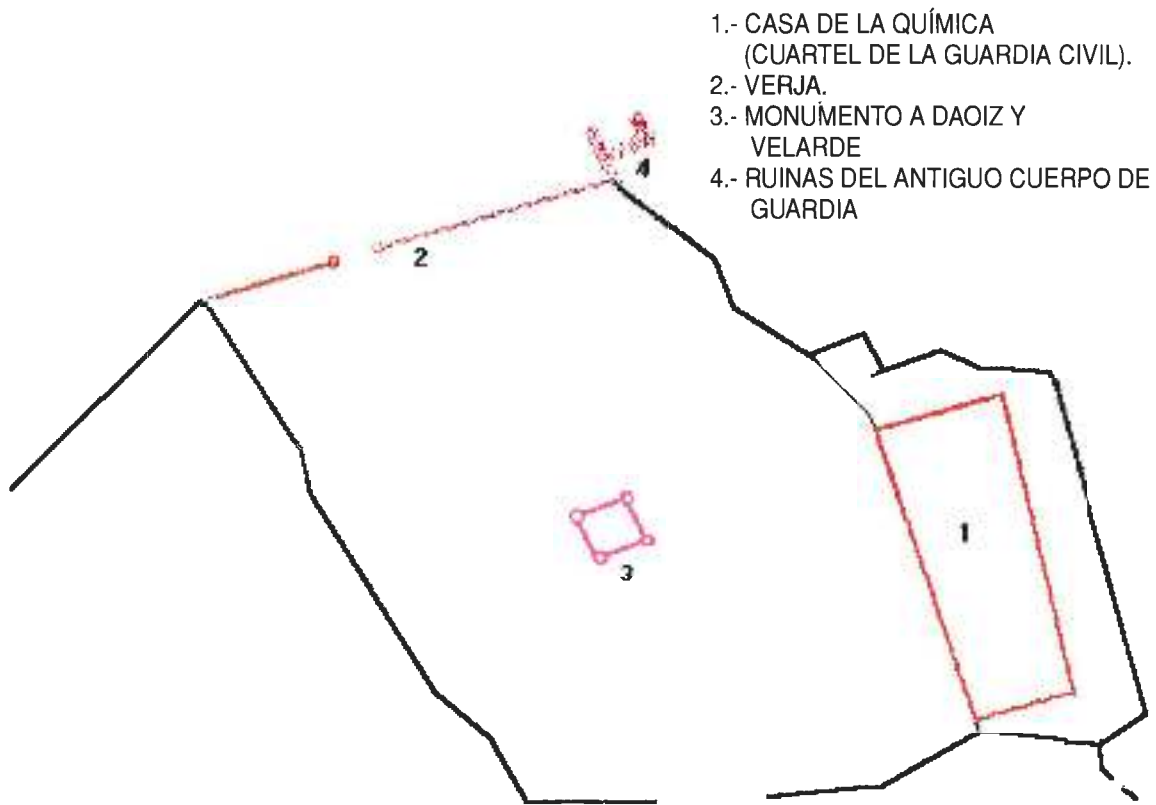 1.- CASA DE LA QUÍMICA
(CUARTEL DE LA GUARDIA CIVIL).
2.- VERJA.
3.- MONUMENTO A DAOIZ Y
VELARDE
4.- RUINAS DEL ANTIGUO CUERPO DE
GUARDIA
4
2
1
3